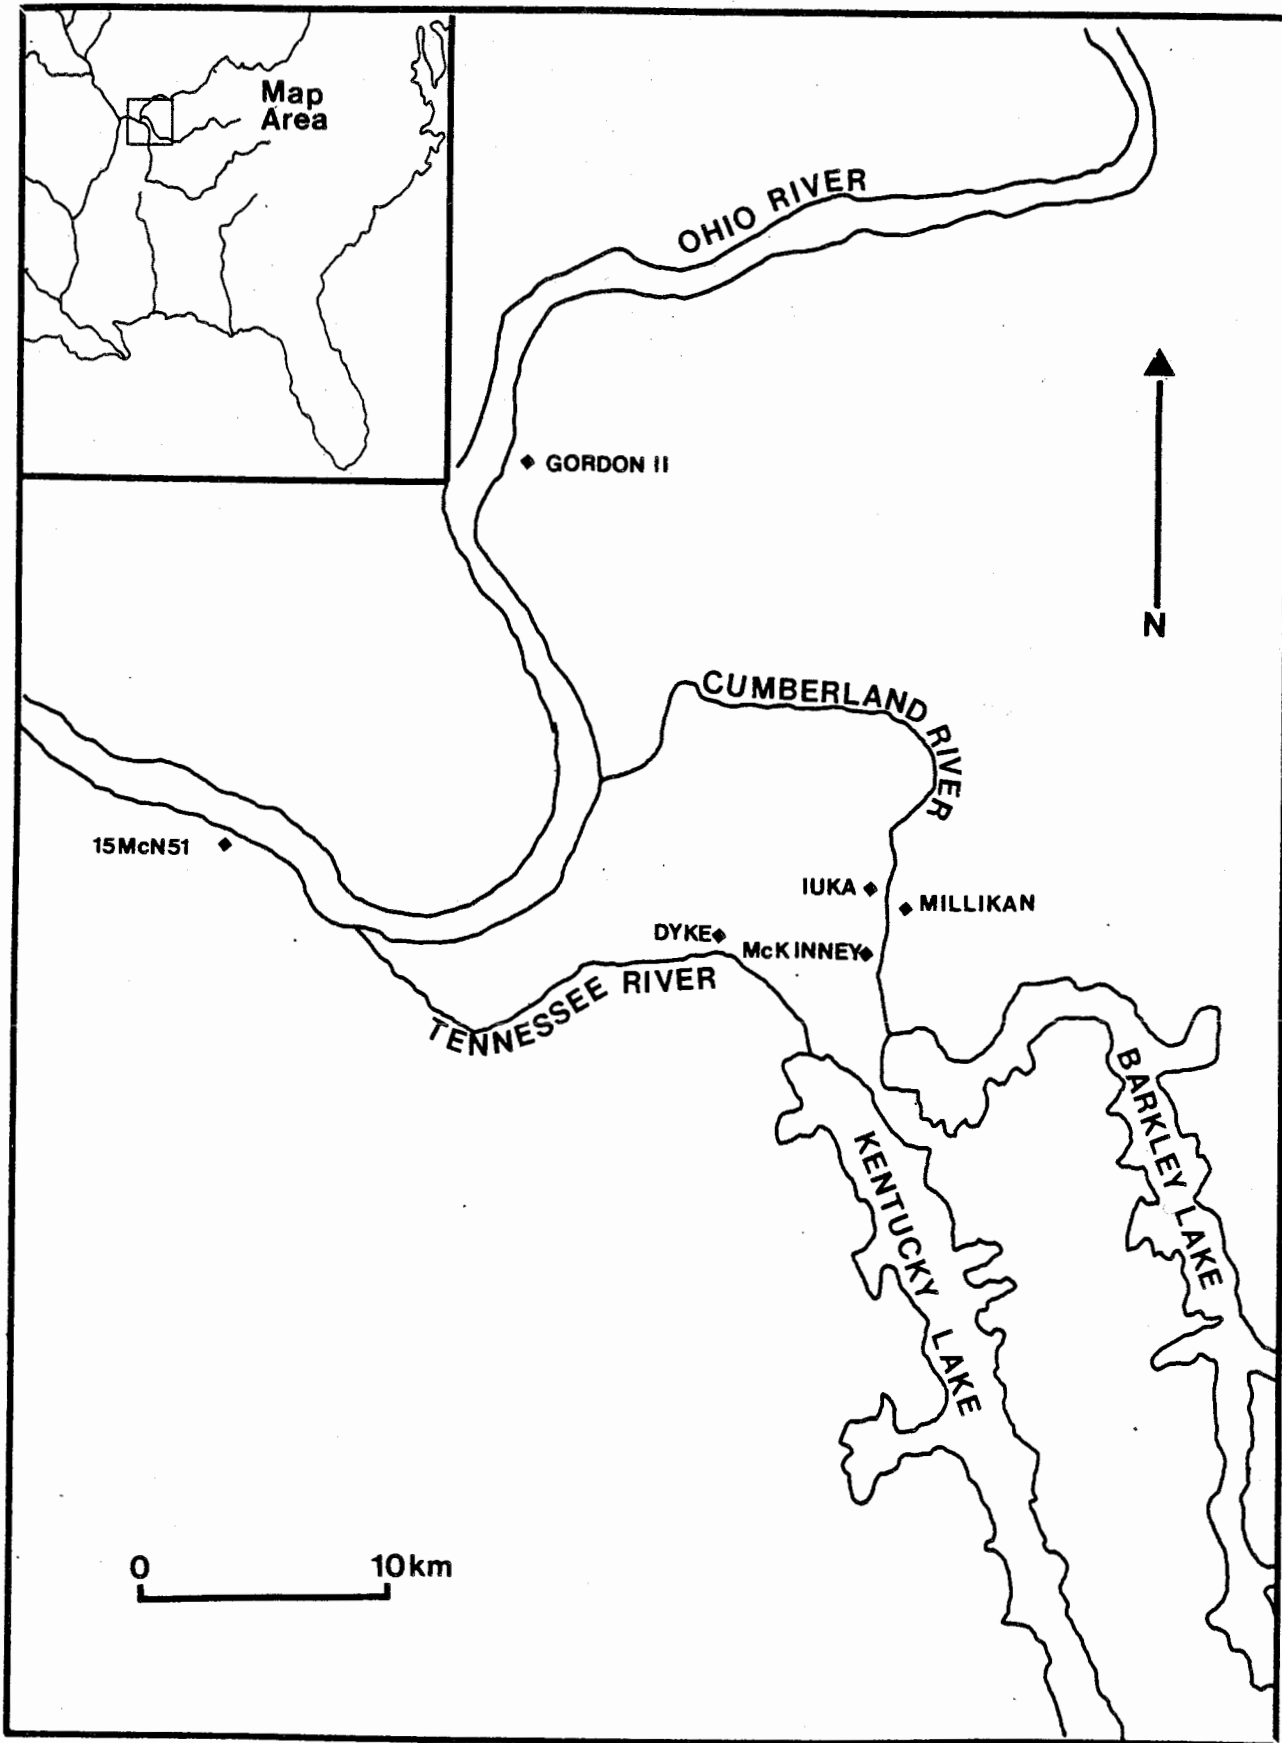 Map
Area
OHIO RIVER
GORDON II
N
CUMBERLAND RIVER
15McN51
IUKA
MILLIKAN
DYKE
McKINNEY
TENNESSEE RIVER
BARKLEY LAKE
KENTUCKY LAKE
0 10km